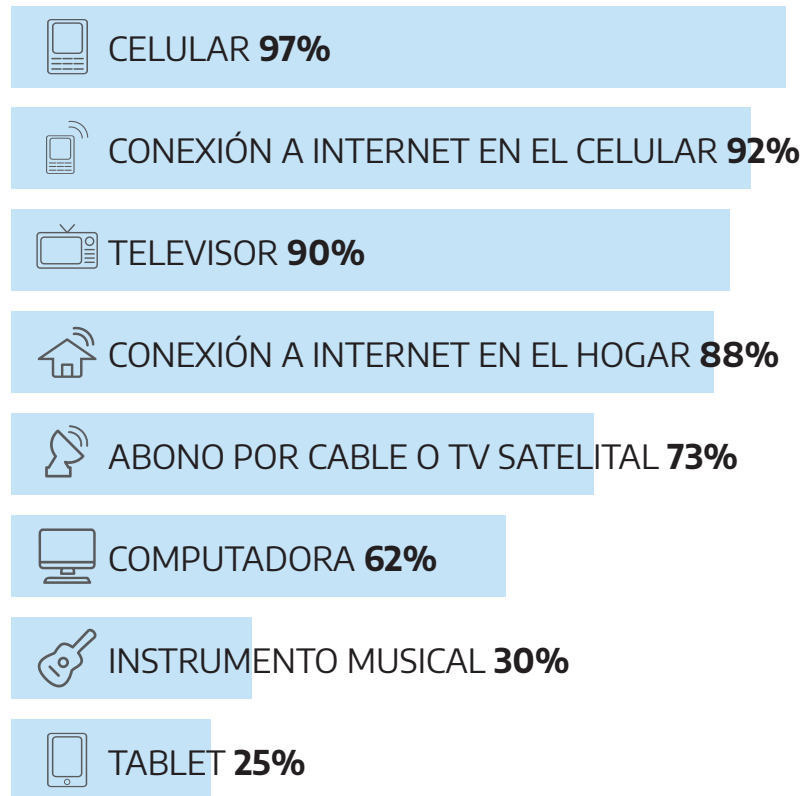 CELULAR 97%
CONEXIÓN A INTERNET EN EL CELULAR 92%
TELEVISOR 90%
CONEXIÓN A INTERNET EN EL HOGAR 88%
ABONO POR CABLE O TV SATELITAL 73%
COMPUTADORA 62%
INSTRUMENTO MUSICAL 30%
TABLET 25%